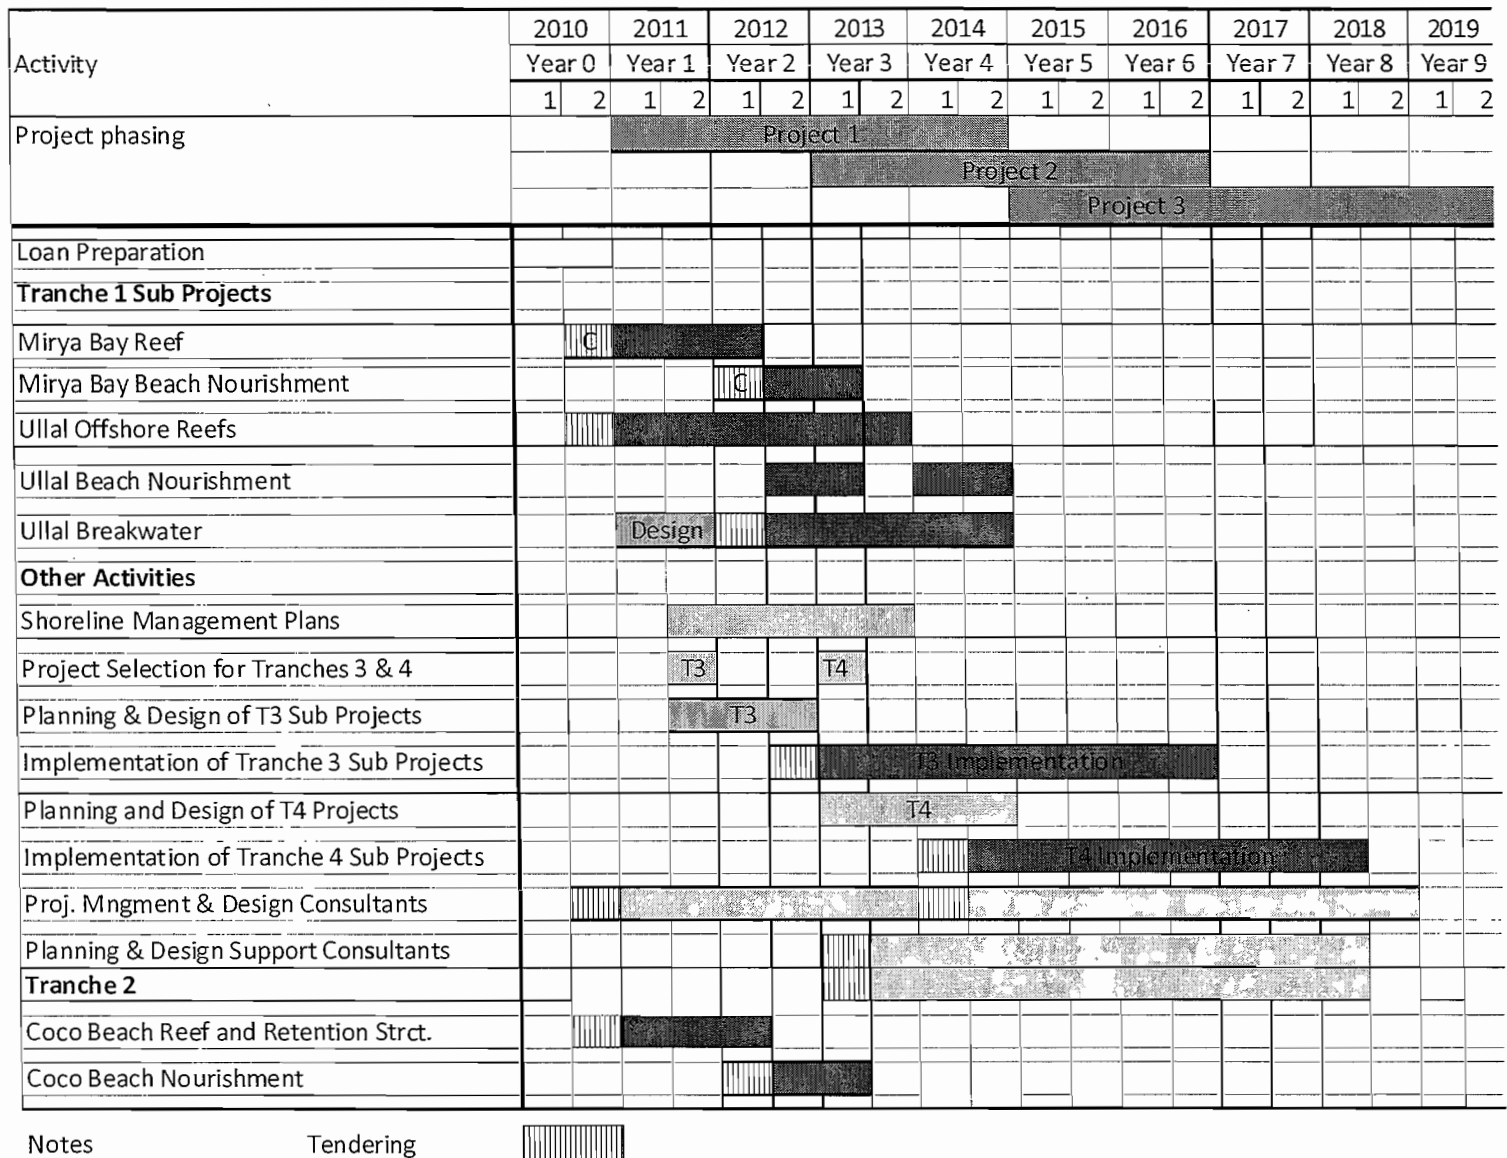 2010 2011 2012 2013 2014 2015 2016 2017 2018 2019
Activity Year 0 Year 1 Year 2 Year 3 Year 4 Year 5 Year 6 Year 7 Year 8 Year 9
1 2 1 2 1 2 1 2 1 2 1 2 1 2 1 2 1 2 1 2
Project phasing Project 1
Project 2
Project 3
Loan Preparation
Tranche 1 Sub Projects
Mirya Bay Reef C
Mirya Bay Beach Nourishment C
Ullal Offshore Reefs
Ullal Beach Nourishment
Ullal Breakwater Design
Other Activities
Shoreline Management Plans
Project Selection for Tranches 3 & 4 T3 T4
Planning & Design of T3 Sub Projects T3
Implementation of Tranche 3 Sub Projects T3 Implementation
Planning and Design of T4 Projects T4
Implementation of Tranche 4 Sub Projects T4 Implementation
Proj. Mngment & Design Consultants
Planning & Design Support Consultants
Tranche 2
Coco Beach Reef and Retention Strct.
Coco Beach Nourishment
Notes Tendering